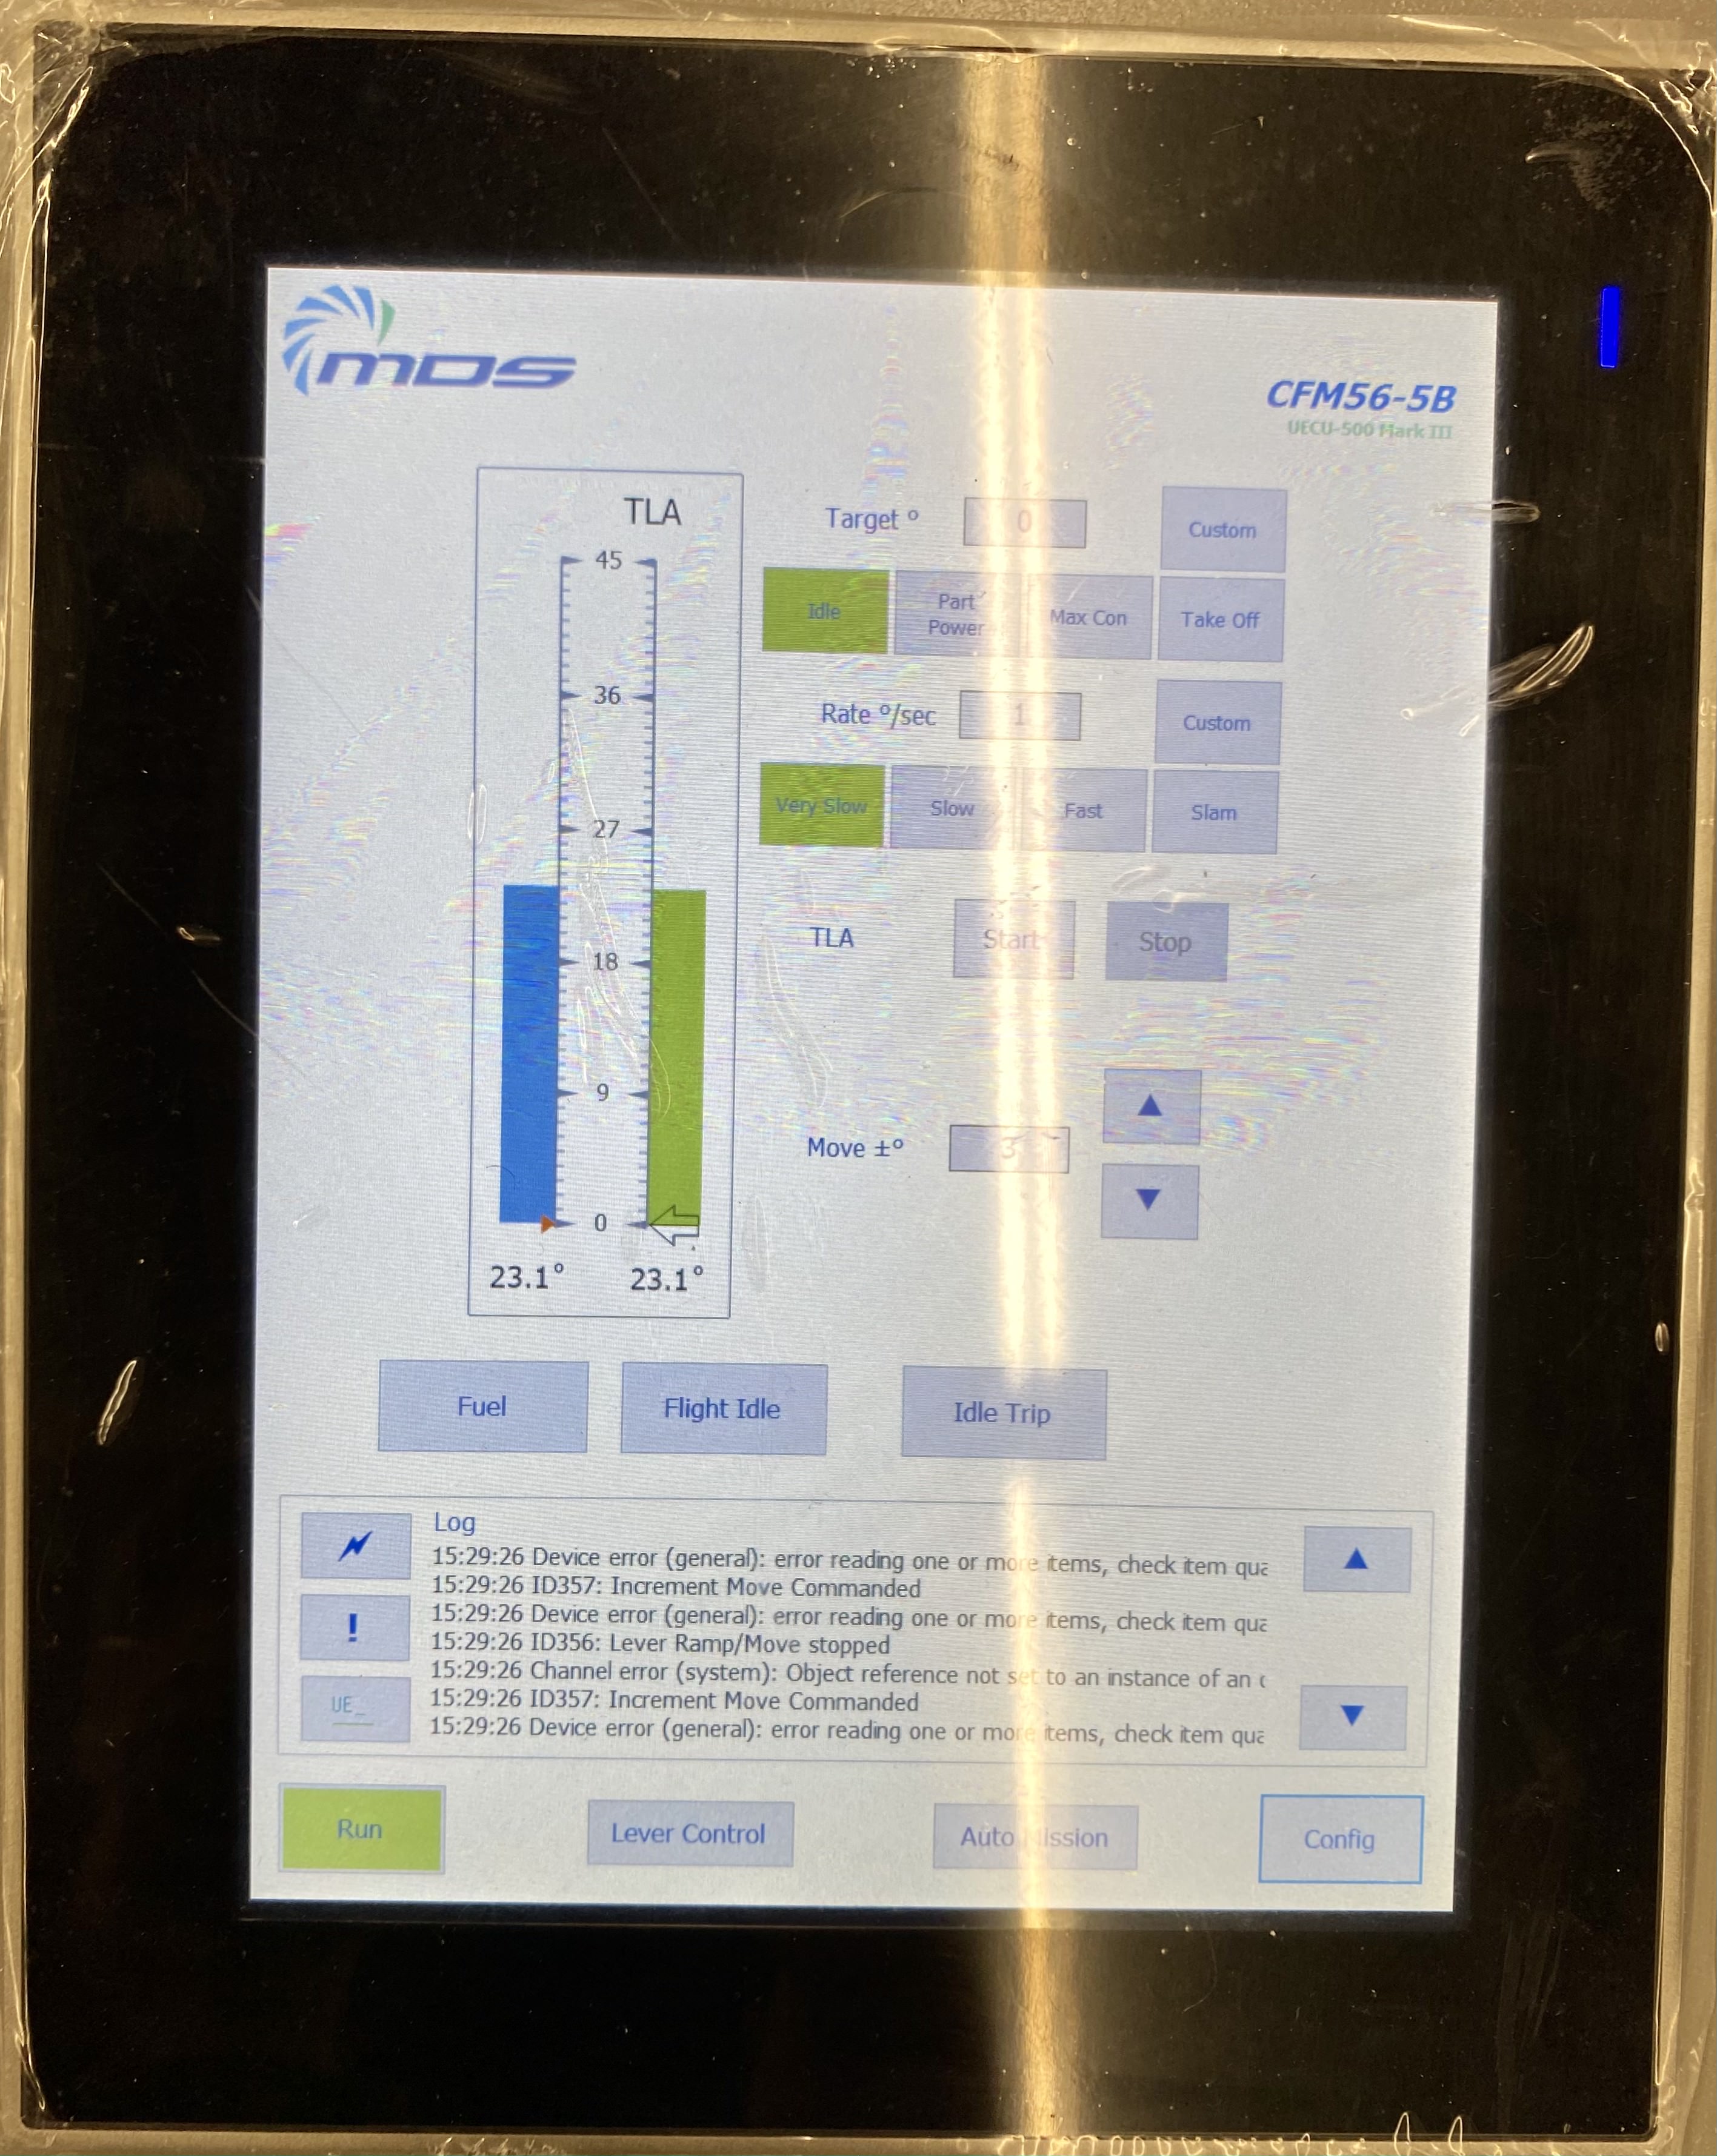 MDS
CFM56-5B
UECU-500 Mark III
TLA
45
36
27
18
9
0
23.1° 23.1°
Target ° 0 Custom
Idle Part Power Max Con Take Off
Rate °/sec 1 Custom
Very Slow Slow Fast Slam
TLA Start Stop
Move ±° 3
Fuel Flight Idle Idle Trip
Log
15:29:26 Device error (general): error reading one or more items, check item qua
15:29:26 ID357: Increment Move Commanded
15:29:26 Device error (general): error reading one or more items, check item qua
! 15:29:26 ID356: Lever Ramp/Move stopped
15:29:26 Channel error (system): Object reference not set to an instance of an
UE_ 15:29:26 ID357: Increment Move Commanded
15:29:26 Device error (general): error reading one or more items, check item qua
Run Lever Control Auto Config